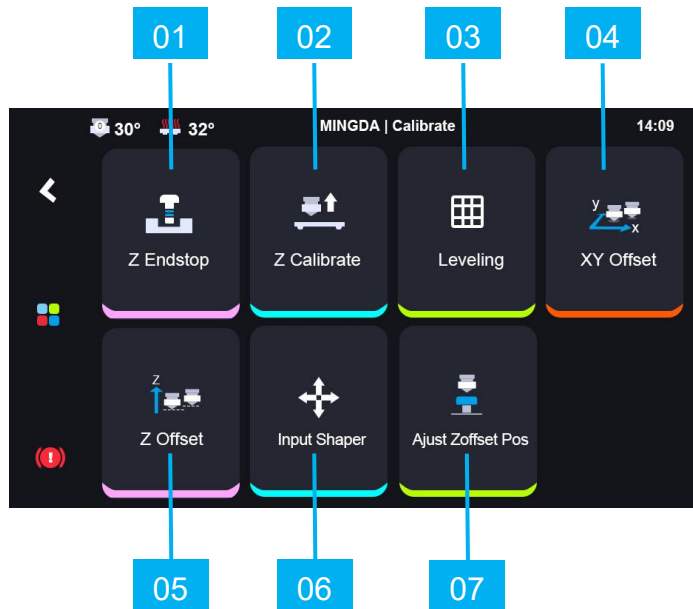 01 02 03 04
0 30° 32° MINGDA | Calibrate 14:09
Z Endstop Z Calibrate Leveling y x XY Offset
Z
Z Offset Input Shaper Ajust Zoffset Pos
05 06 07